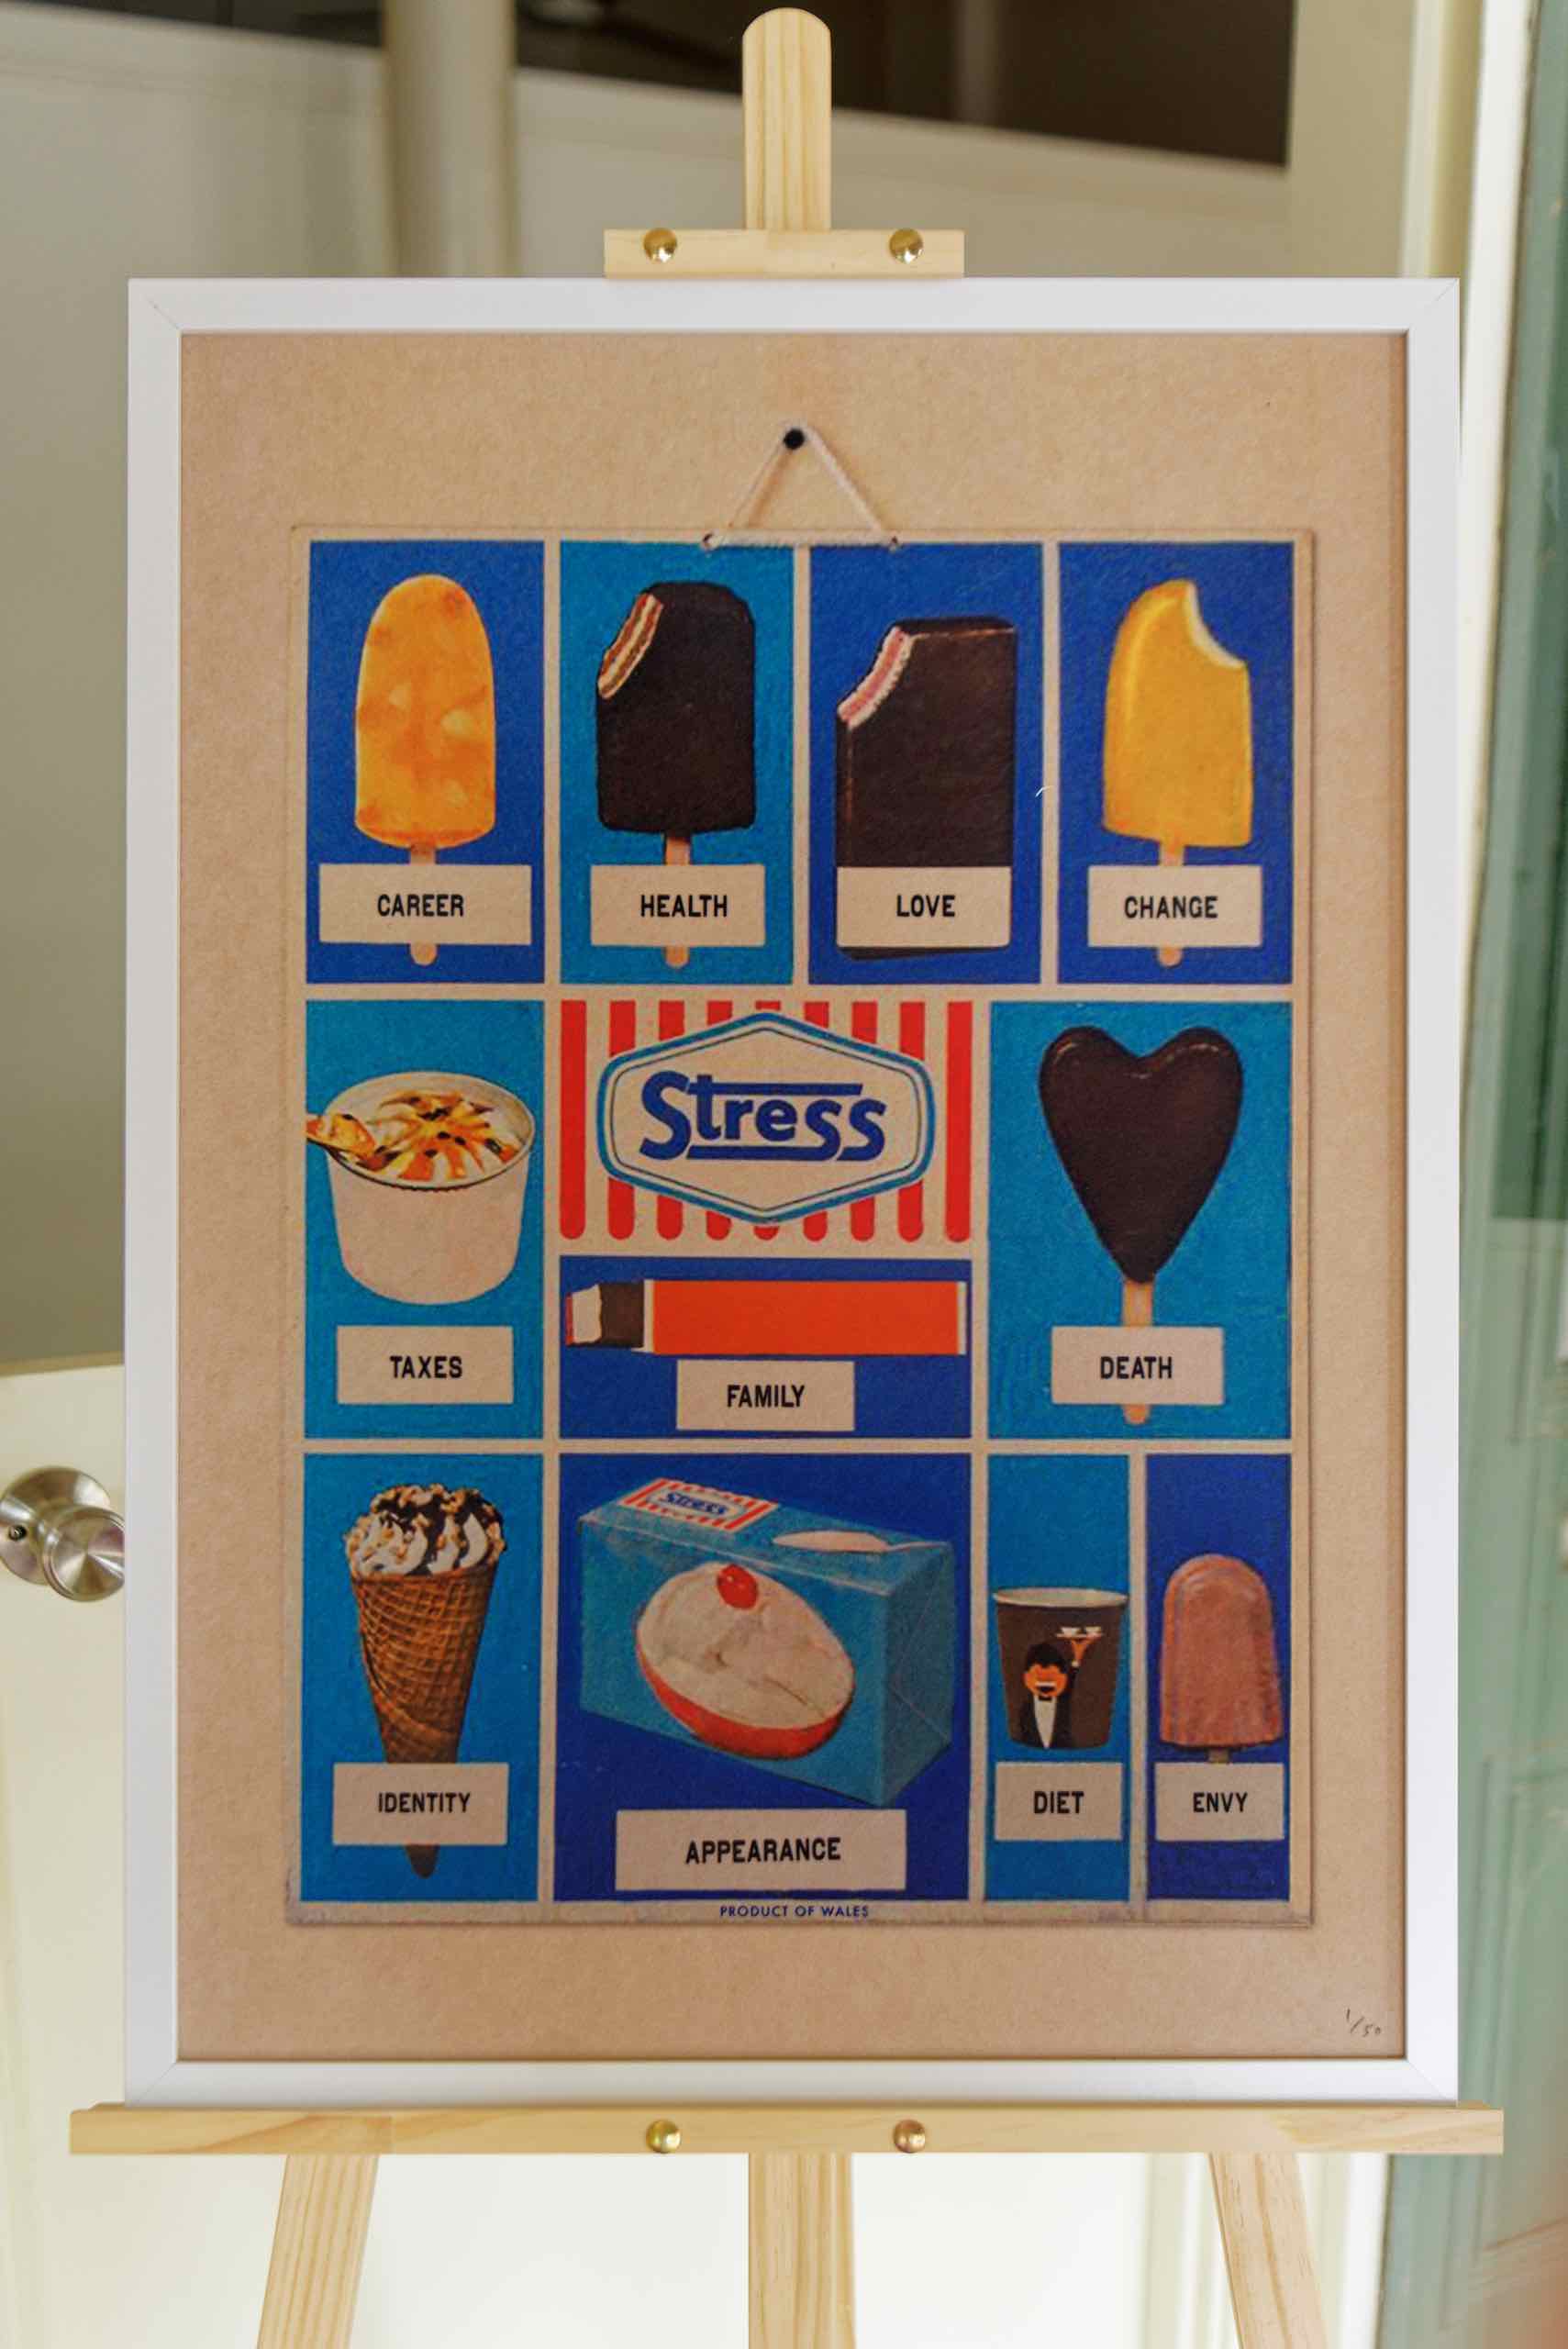 CAREER
HEALTH
LOVE
CHANGE
Stress
TAXES
FAMILY
DEATH
Stress
IDENTITY
APPEARANCE
DIET
ENVY
PRODUCT OF WALES
1/50